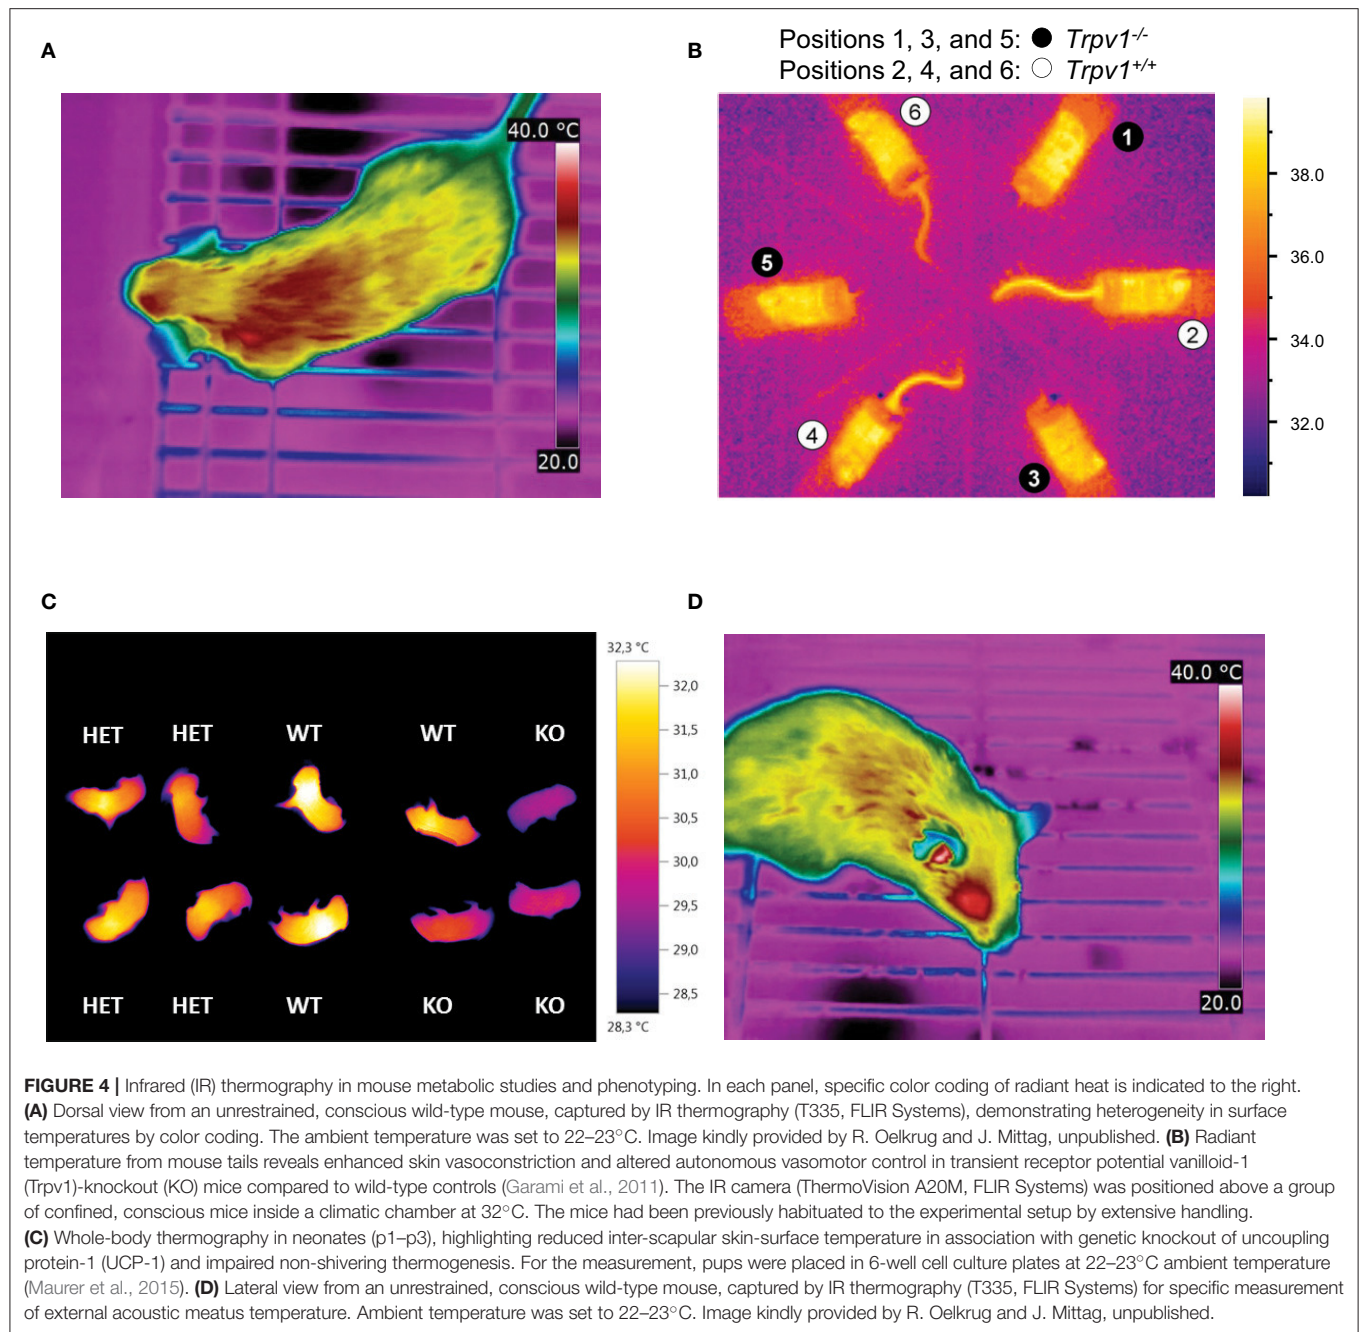 A
40.0 °C
20.0
B
Positions 1, 3, and 5: ● Trpv1-/-
Positions 2, 4, and 6: ○ Trpv1+/+
6
1
5
2
4
3
38.0
36.0
34.0
32.0
C
HET HET WT WT KO
HET HET WT KO KO
32,3 °C
32,0
31,5
31,0
30,5
30,0
29,5
29,0
28,5
28,3 °C
D
40.0 °C
20.0
FIGURE 4 | Infrared (IR) thermography in mouse metabolic studies and phenotyping. In each panel, specific color coding of radiant heat is indicated to the right.
(A) Dorsal view from an unrestrained, conscious wild-type mouse, captured by IR thermography (T335, FLIR Systems), demonstrating heterogeneity in surface
temperatures by color coding. The ambient temperature was set to 22–23°C. Image kindly provided by R. Oelkrug and J. Mittag, unpublished. (B) Radiant
temperature from mouse tails reveals enhanced skin vasoconstriction and altered autonomous vasomotor control in transient receptor potential vanilloid-1
(Trpv1)-knockout (KO) mice compared to wild-type controls (Garami et al., 2011). The IR camera (ThermoVision A20M, FLIR Systems) was positioned above a group
of confined, conscious mice inside a climatic chamber at 32°C. The mice had been previously habituated to the experimental setup by extensive handling.
(C) Whole-body thermography in neonates (p1–p3), highlighting reduced inter-scapular skin-surface temperature in association with genetic knockout of uncoupling
protein-1 (UCP-1) and impaired non-shivering thermogenesis. For the measurement, pups were placed in 6-well cell culture plates at 22–23°C ambient temperature
(Maurer et al., 2015). (D) Lateral view from an unrestrained, conscious wild-type mouse, captured by IR thermography (T335, FLIR Systems) for specific measurement
of external acoustic meatus temperature. Ambient temperature was set to 22–23°C. Image kindly provided by R. Oelkrug and J. Mittag, unpublished.